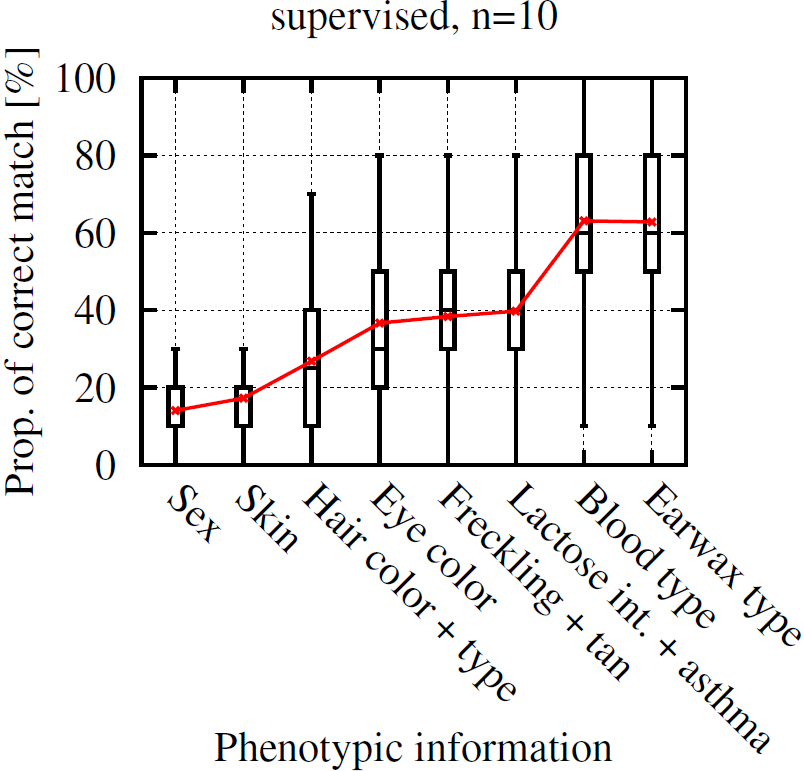 supervised, n=10
Prop. of correct match [%]
100
80
60
40
20
0
Sex
Skin
Hair color + type
Eye color
Freckling + tan
Lactose int. + asthma
Blood type
Earwax type
Phenotypic information